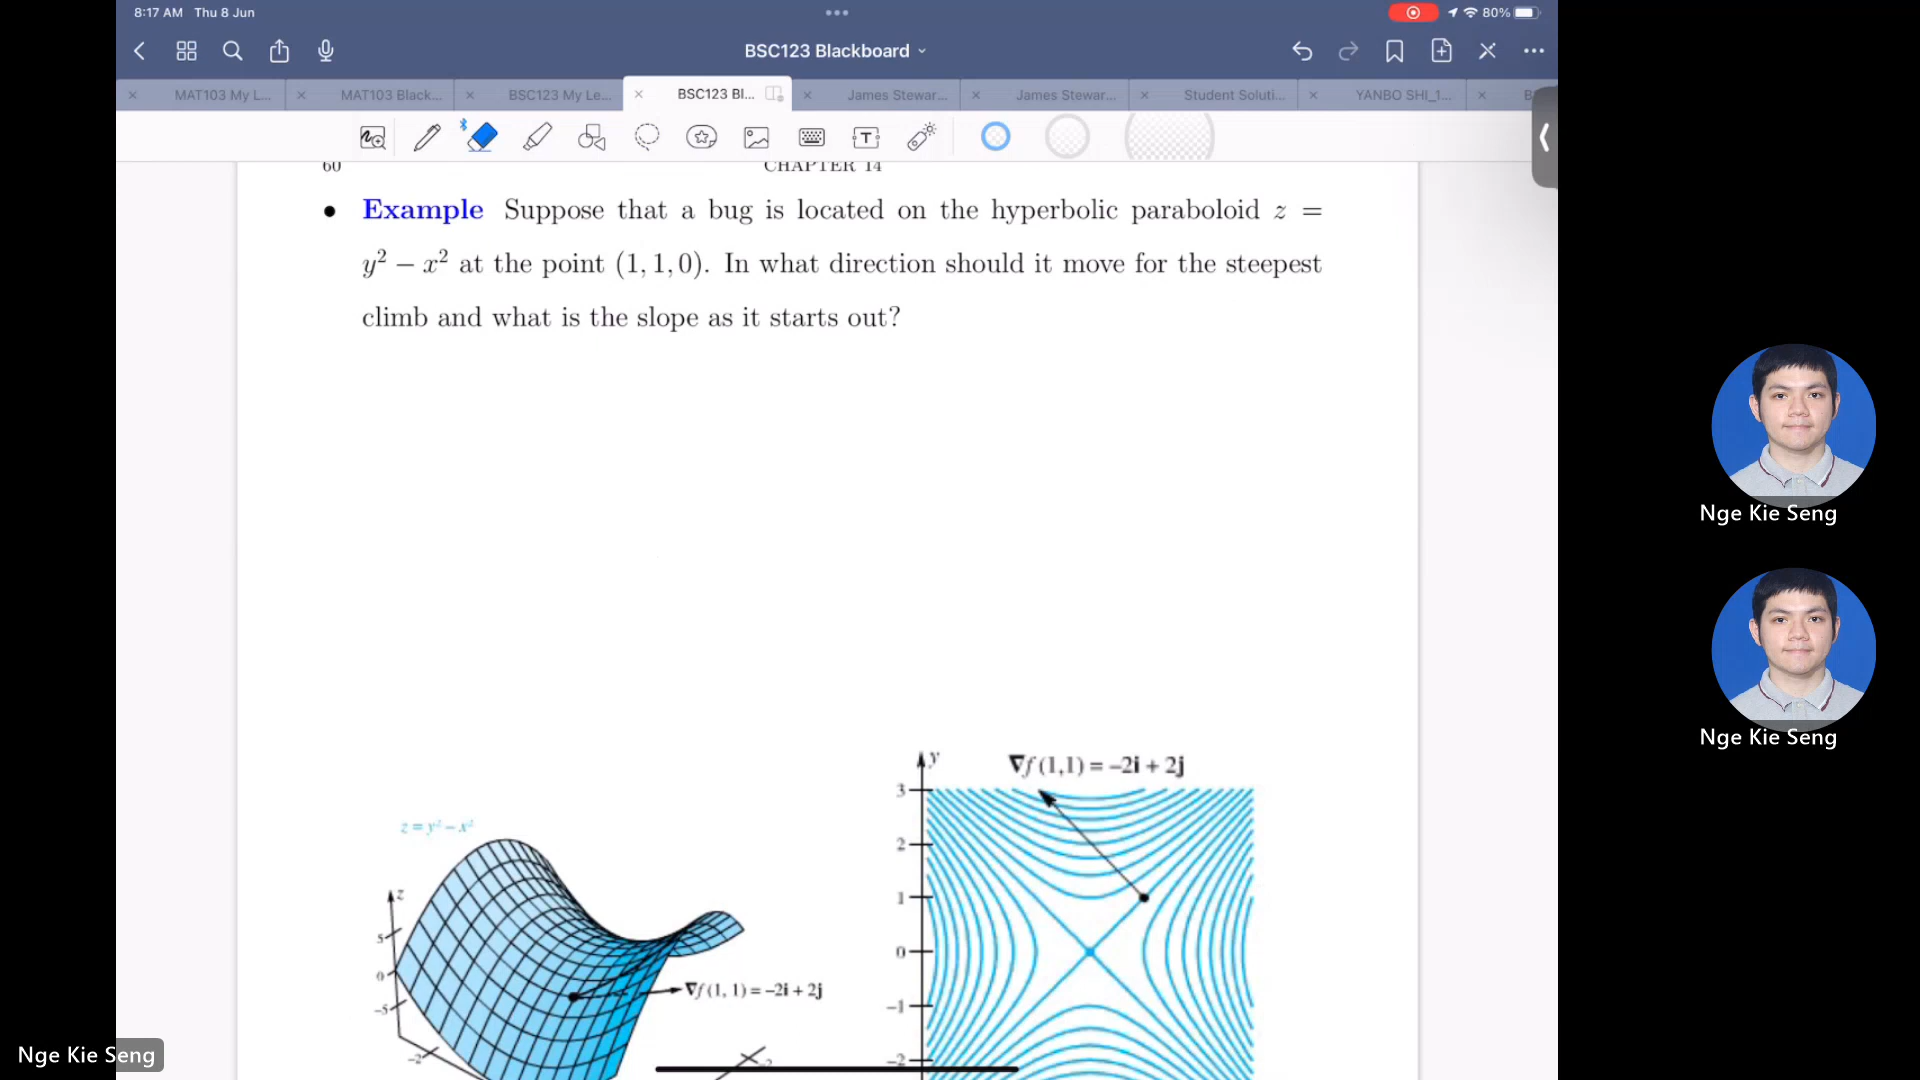 8:17 AM Thu 8 Jun
80%
BSC123 Blackboard
MAT103 My L...
MAT103 Black...
BSC123 My Le...
BSC123 Bl...
James Stewar...
James Stewar...
Student Soluti...
YANBO SHI_1...
T
60 CHAPTER 14
• Example Suppose that a bug is located on the hyperbolic paraboloid z =
y² − x² at the point (1, 1, 0). In what direction should it move for the steepest
climb and what is the slope as it starts out?
z = y² − x²
z
5
0
−5
−2
∇f (1, 1) = −2i + 2j
y
∇f (1,1) = −2i + 2j
3
2
1
0
−1
−2
Nge Kie Seng
Nge Kie Seng
Nge Kie Seng